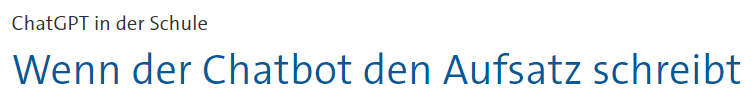 ChatGPT in der Schule
Wenn der Chatbot den Aufsatz schreibt